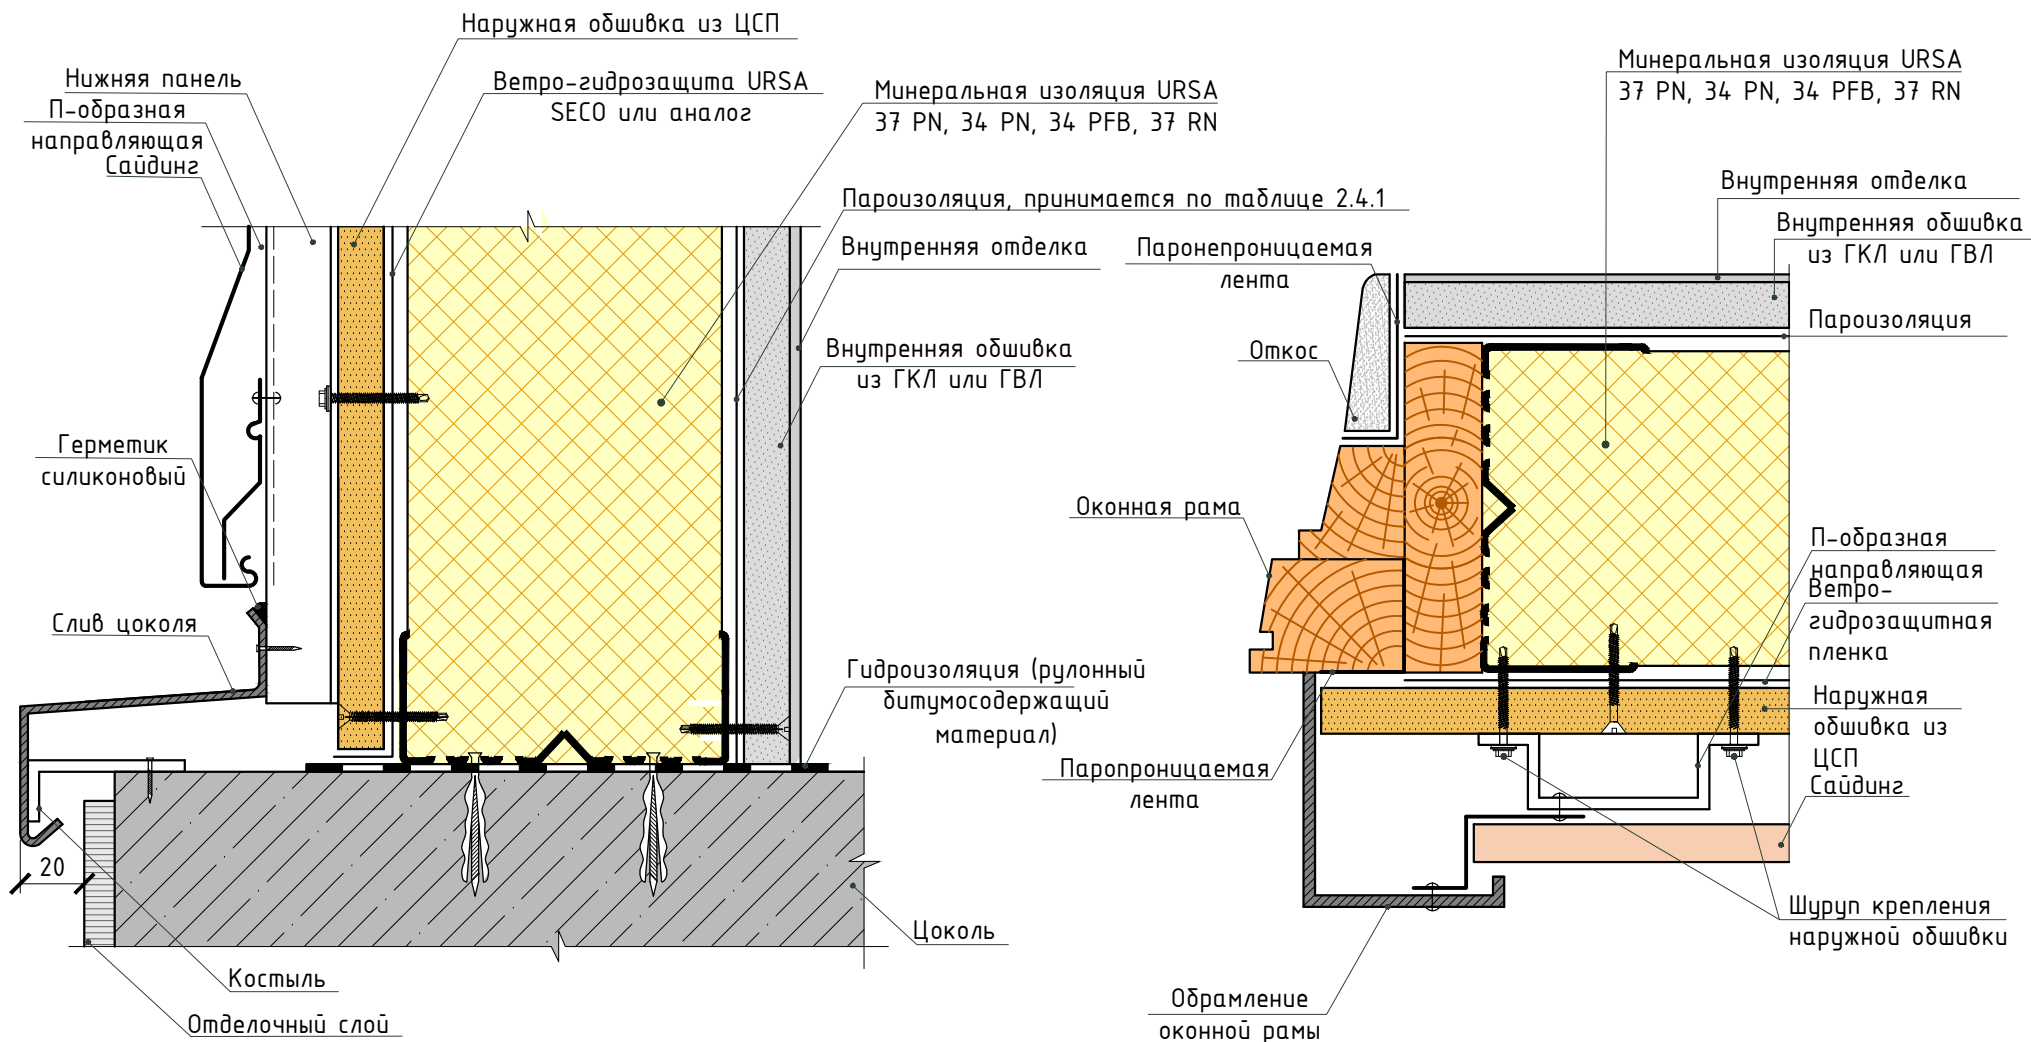 Наружная обшивка из ЦСП
Нижняя панель
П-образная
направляющая
Сайдинг
Ветро-гидрозащита URSA
SECO или аналог
Минеральная изоляция URSA
37 PN, 34 PN, 34 PFB, 37 RN
Пароизоляция, принимается по таблице 2.4.1
Внутренняя отделка
Внутренняя обшивка
из ГКЛ или ГВЛ
Герметик
силиконовый
Слив цоколя
Гидроизоляция (рулонный
битумосодержащий
материал)
20
Цоколь
Костыль
Отделочный слой
Минеральная изоляция URSA
37 PN, 34 PN, 34 PFB, 37 RN
Внутренняя отделка
Внутренняя обшивка
из ГКЛ или ГВЛ
Паронепроницаемая
лента
Пароизоляция
Откос
Оконная рама
П-образная
направляющая
Ветро-
гидрозащитная
пленка
Наружная
обшивка из
ЦСП
Сайдинг
Паропроницаемая
лента
Шуруп крепления
наружной обшивки
Обрамление
оконной рамы